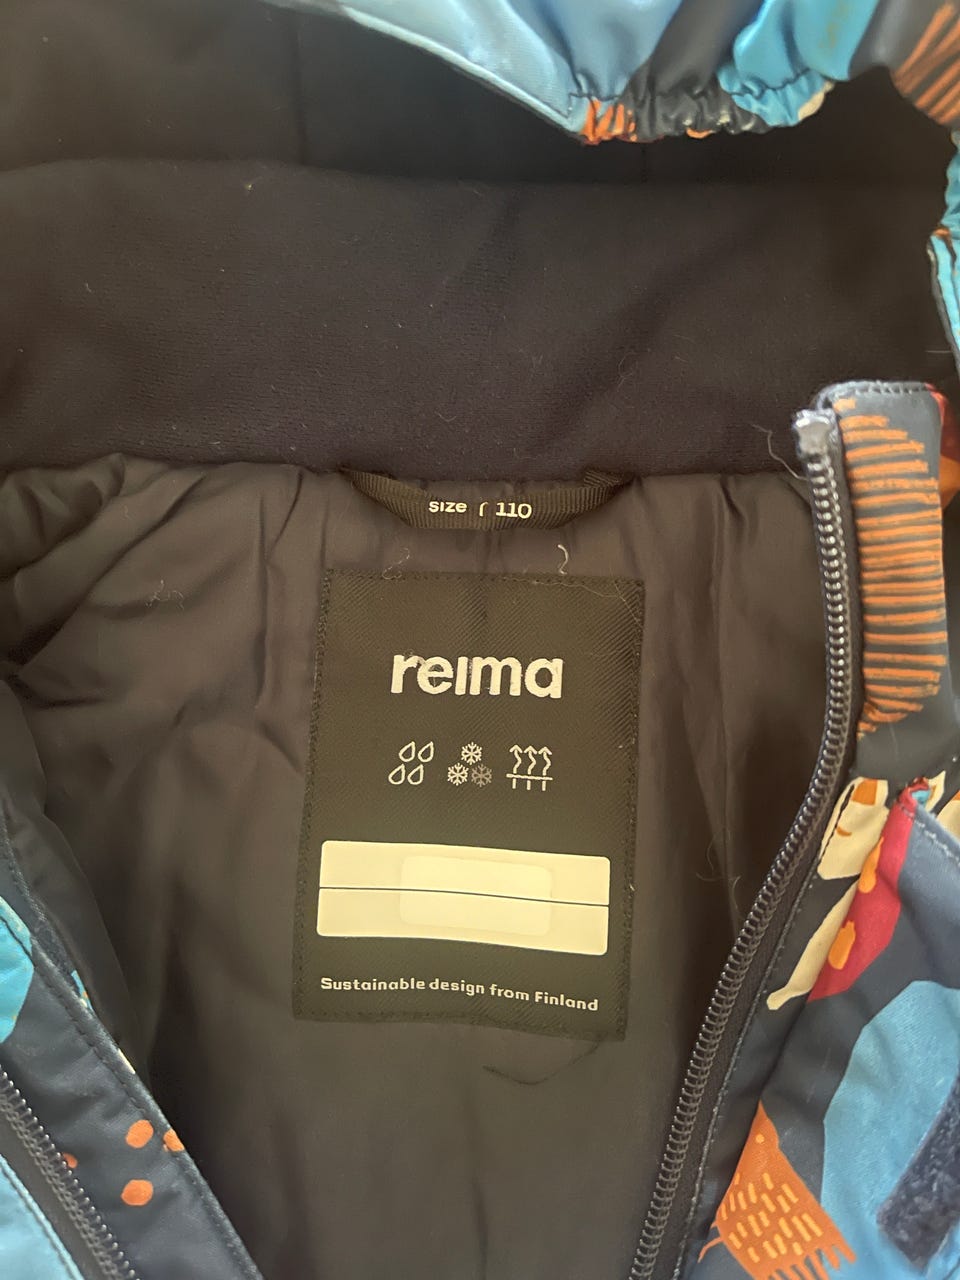 size 110
reima
Sustainable design from Finland